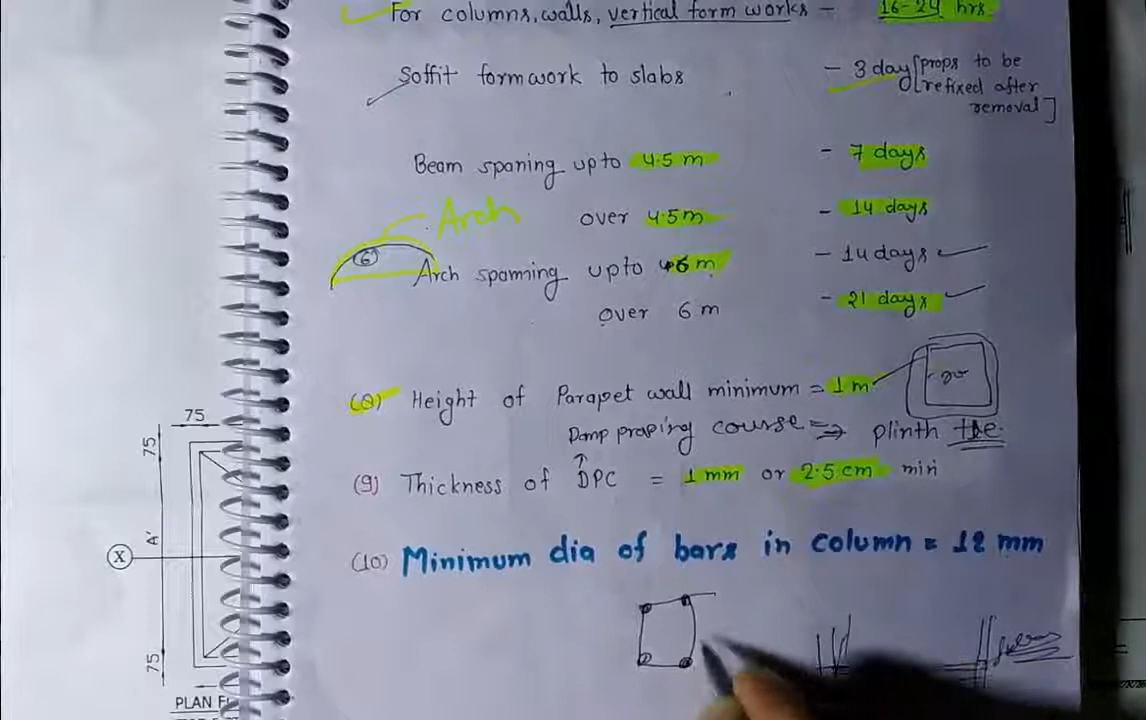 For columns, walls, vertical form works - 16-24 hrs.
Soffit formwork to slabs - 3 day [props to be
refixed after
removal]
Beam spaning upto 4.5 m - 7 days
Arch
over 4.5m - 14 days
6
Arch spanning upto 6 m - 14 days
over 6 m - 21 days
(8) Height of Parapet wall minimum = 1 m
Damp proping course => plinth
(9) Thickness of DPC = 1 mm or 2.5 cm min
(10) Minimum dia of bars in column = 12 mm
75
75
A'
X
75
PLAN